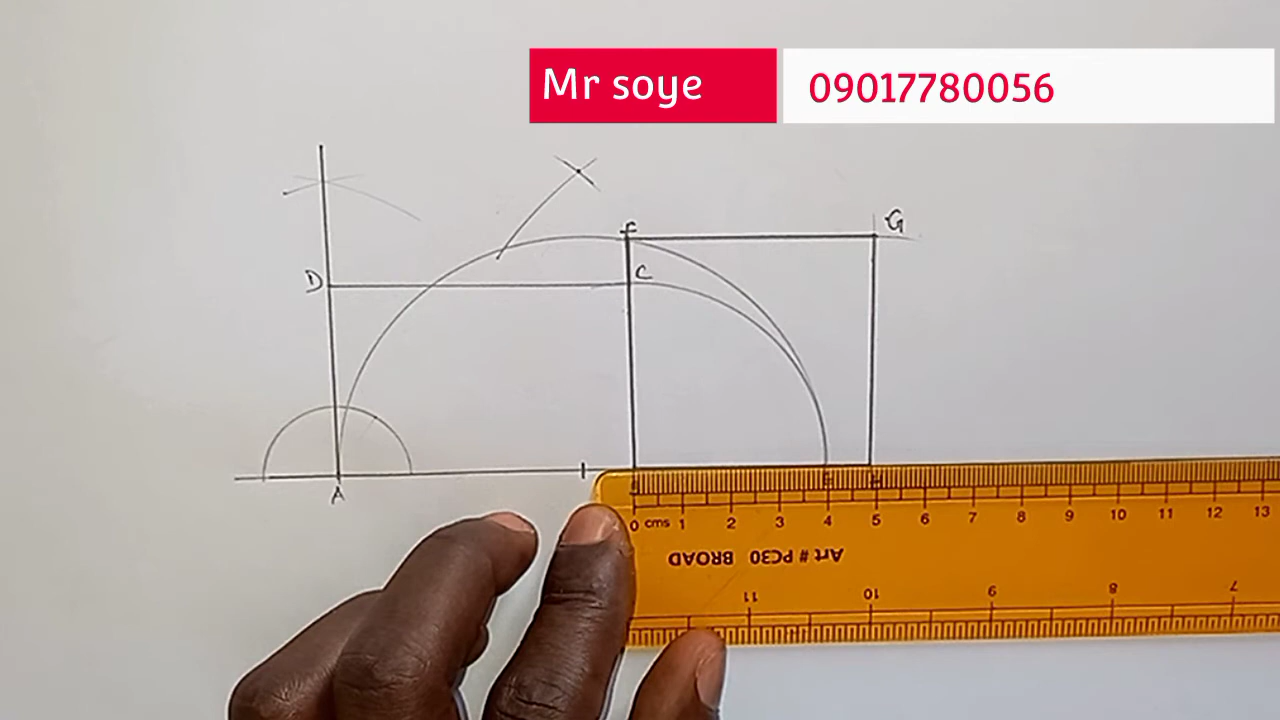 Mr soye
09017780056
F
G
D
C
A
0 cms 1 2 3 4 5 6 7 8 9 10 11 12 13
Art # PC30 BROAD
11 10 9 8 7